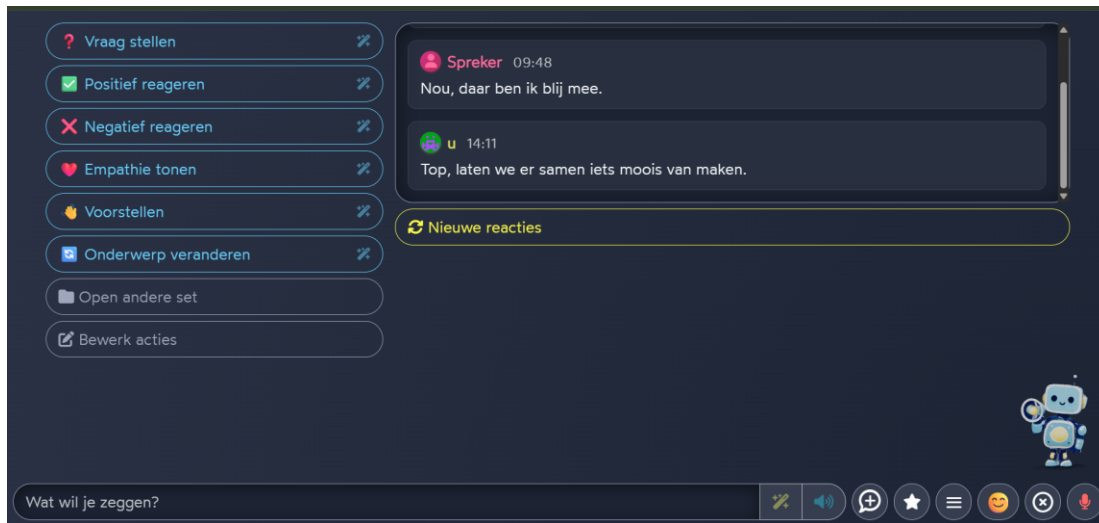 Vraag stellen
Positief reageren
Negatief reageren
Empathie tonen
Voorstellen
Onderwerp veranderen
Open andere set
Bewerk acties
Spreker 09:48
Nou, daar ben ik blij mee.
u 14:11
Top, laten we er samen iets moois van maken.
Nieuwe reacties
Wat wil je zeggen?